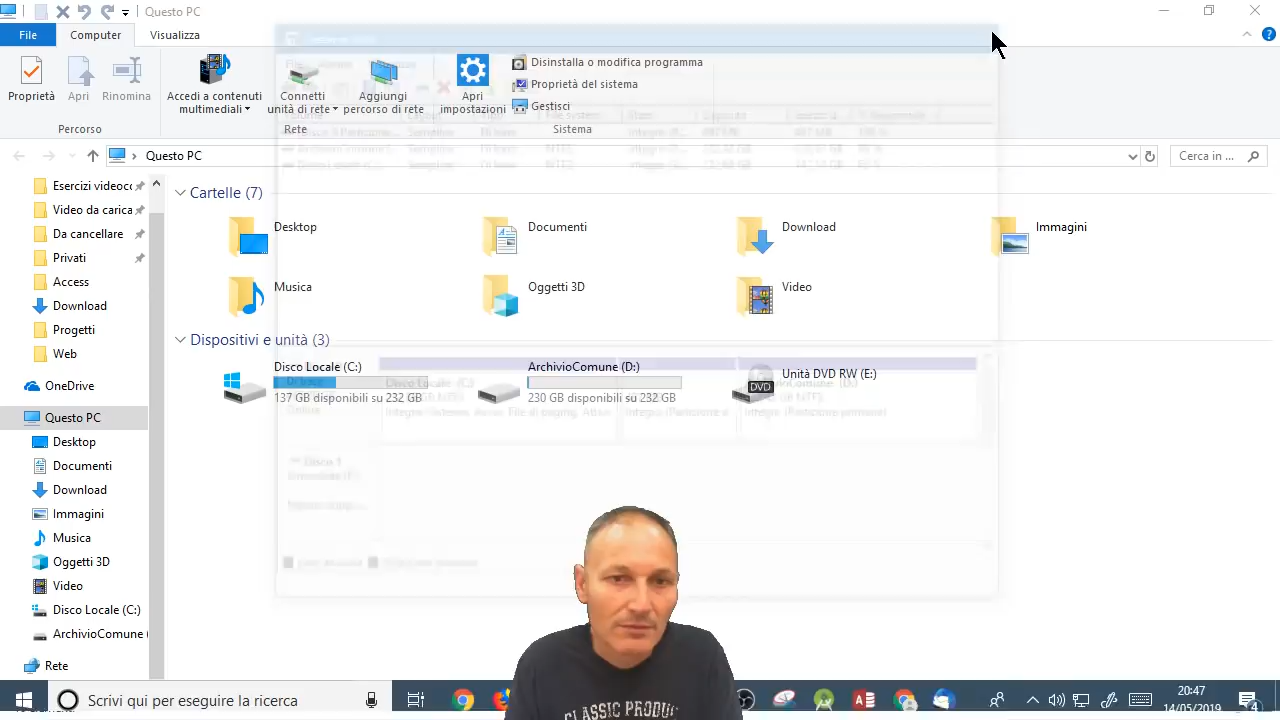 Questo PC
File
Computer
Visualizza
Proprietà
Apri
Rinomina
Accedi a contenuti multimediali
Connetti unità di rete
Aggiungi percorso di rete
Apri impostazioni
Disinstalla o modifica programma
Proprietà del sistema
Gestisci
Percorso
Rete
Sistema
Questo PC
Cerca in ...
Esercizi videoc
Video da carica
Da cancellare
Privati
Access
Download
Progetti
Web
OneDrive
Questo PC
Desktop
Documenti
Download
Immagini
Musica
Oggetti 3D
Video
Disco Locale (C:)
ArchivioComune (
Rete
Cartelle (7)
Desktop
Documenti
Download
Immagini
Musica
Oggetti 3D
Video
Dispositivi e unità (3)
Disco Locale (C:)
137 GB disponibili su 232 GB
ArchivioComune (D:)
230 GB disponibili su 232 GB
Unità DVD RW (E:)
DVD
Disco 1
CLASSIC PRODUC
Scrivi qui per eseguire la ricerca
20:47
14/05/2019
4